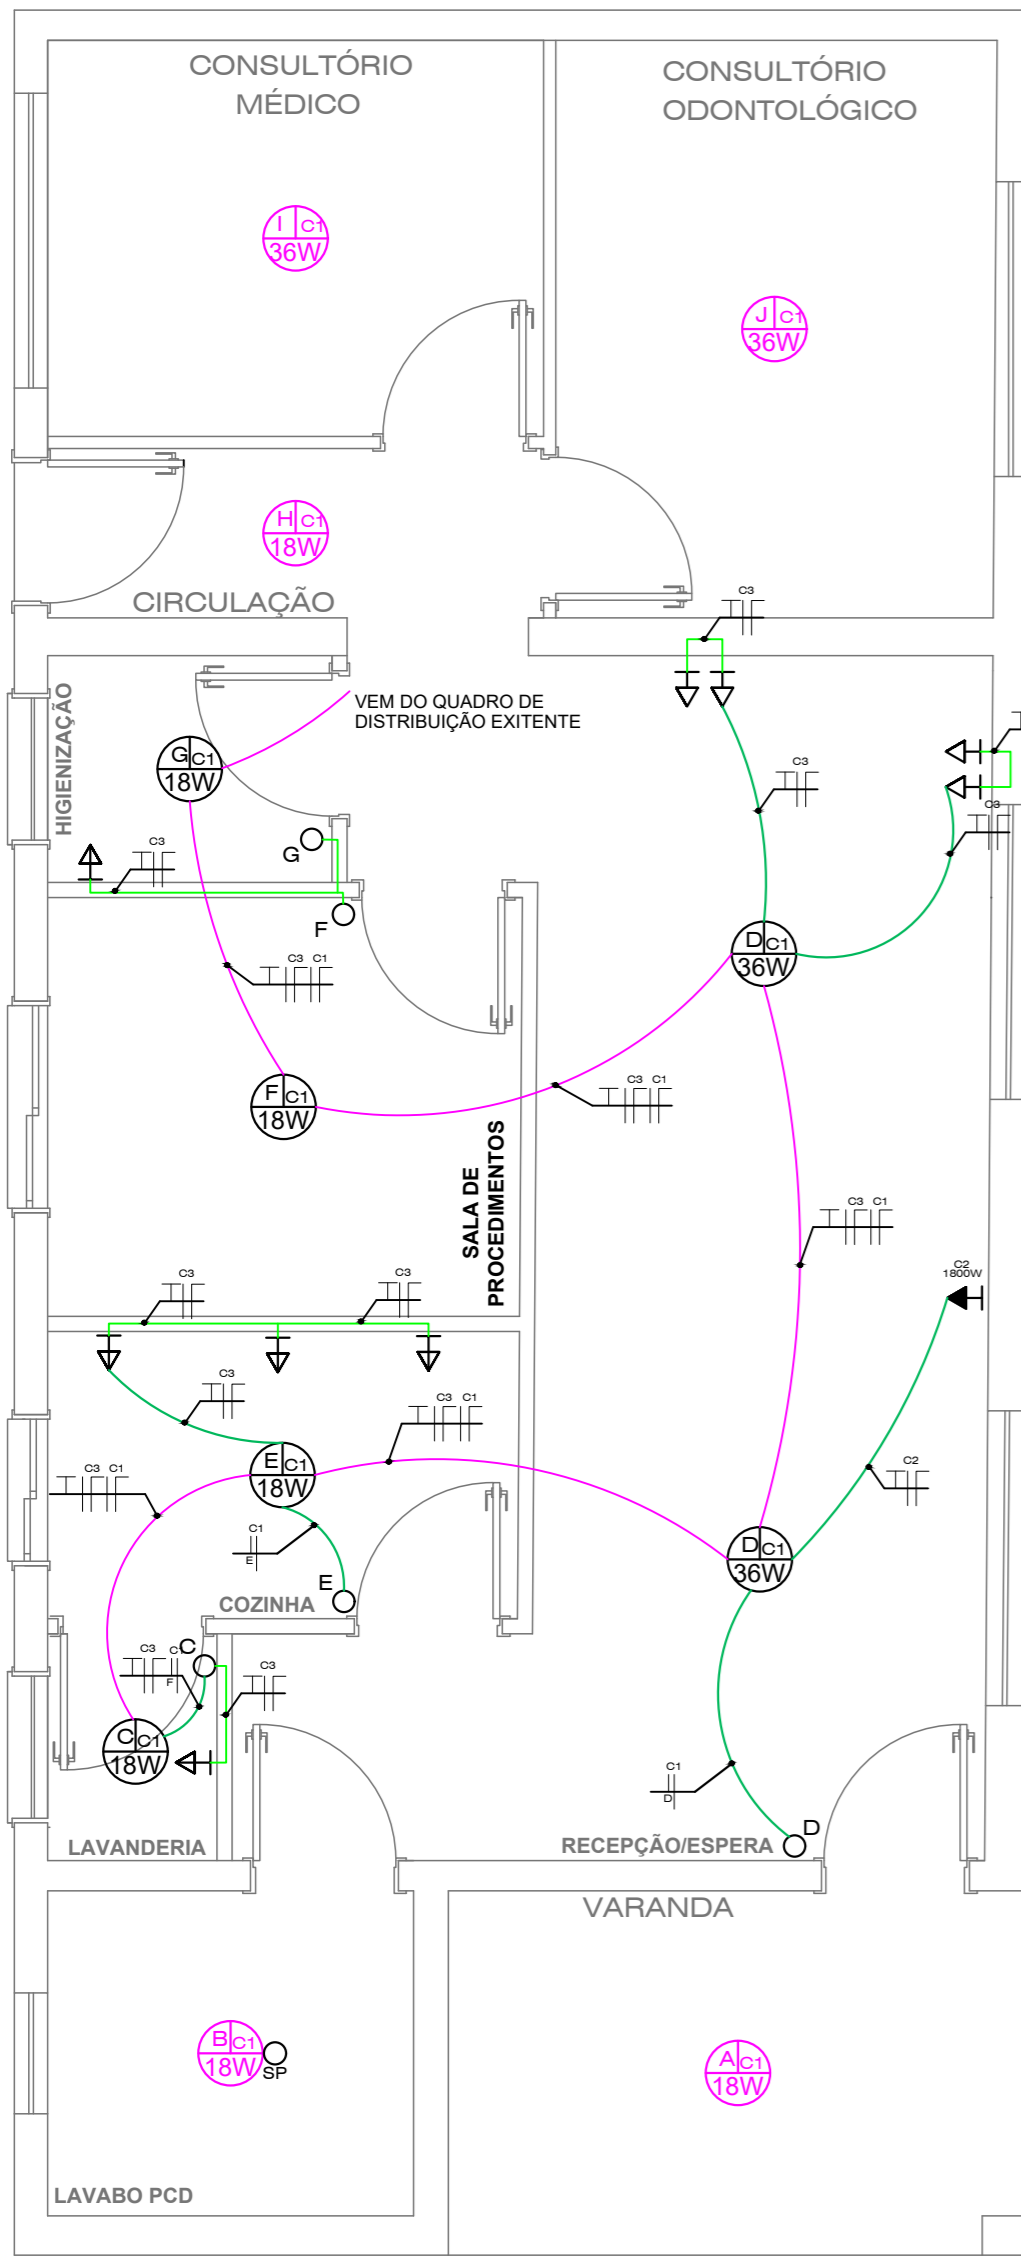 CONSULTÓRIO
MÉDICO
CONSULTÓRIO
ODONTOLÓGICO
I C1
36W
J C1
36W
H C1
18W
CIRCULAÇÃO
C3
HIGIENIZAÇÃO
VEM DO QUADRO DE
DISTRIBUIÇÃO EXITENTE
G C1
18W
C3
C3
C3
G
F
D C1
36W
C3 C1
F C1
18W
C3 C1
SALA DE
PROCEDIMENTOS
C3 C1
C2
1800W
C3
C3
C3
C3 C1
E C1
18W
C3 C1
C2
C1
E
E
D C1
36W
COZINHA
C
C3 C1
F
C3
C C1
18W
C1
D
D
LAVANDERIA
RECEPÇÃO/ESPERA
VARANDA
B C1
18W
SP
A C1
18W
LAVABO PCD